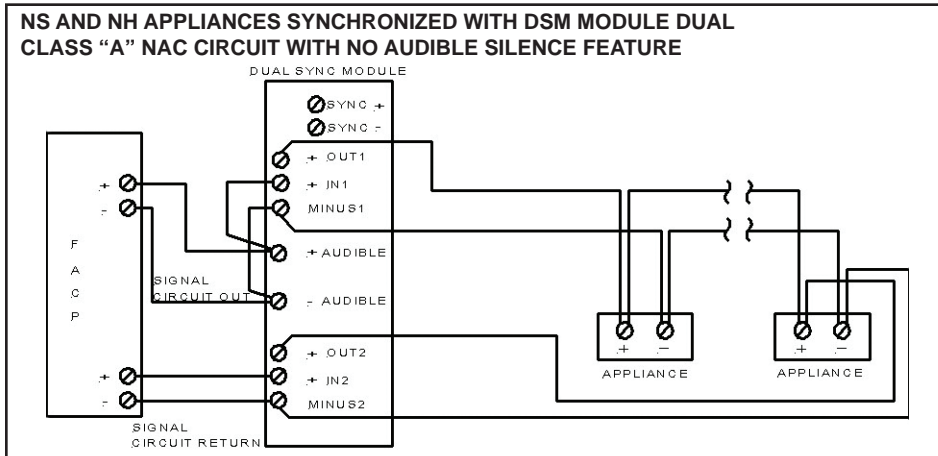 NS AND NH APPLIANCES SYNCHRONIZED WITH DSM MODULE DUAL
CLASS “A” NAC CIRCUIT WITH NO AUDIBLE SILENCE FEATURE
DUAL SYNC MODULE
SYNC +
SYNC -
+ OUT1
+ IN1
MINUS1
+ AUDIBLE
- AUDIBLE
+ OUT2
+ IN2
MINUS2
+
-
F
A
C
P
+
-
SIGNAL
CIRCUIT OUT
SIGNAL
CIRCUIT RETURN
+ -
APPLIANCE
+ -
APPLIANCE